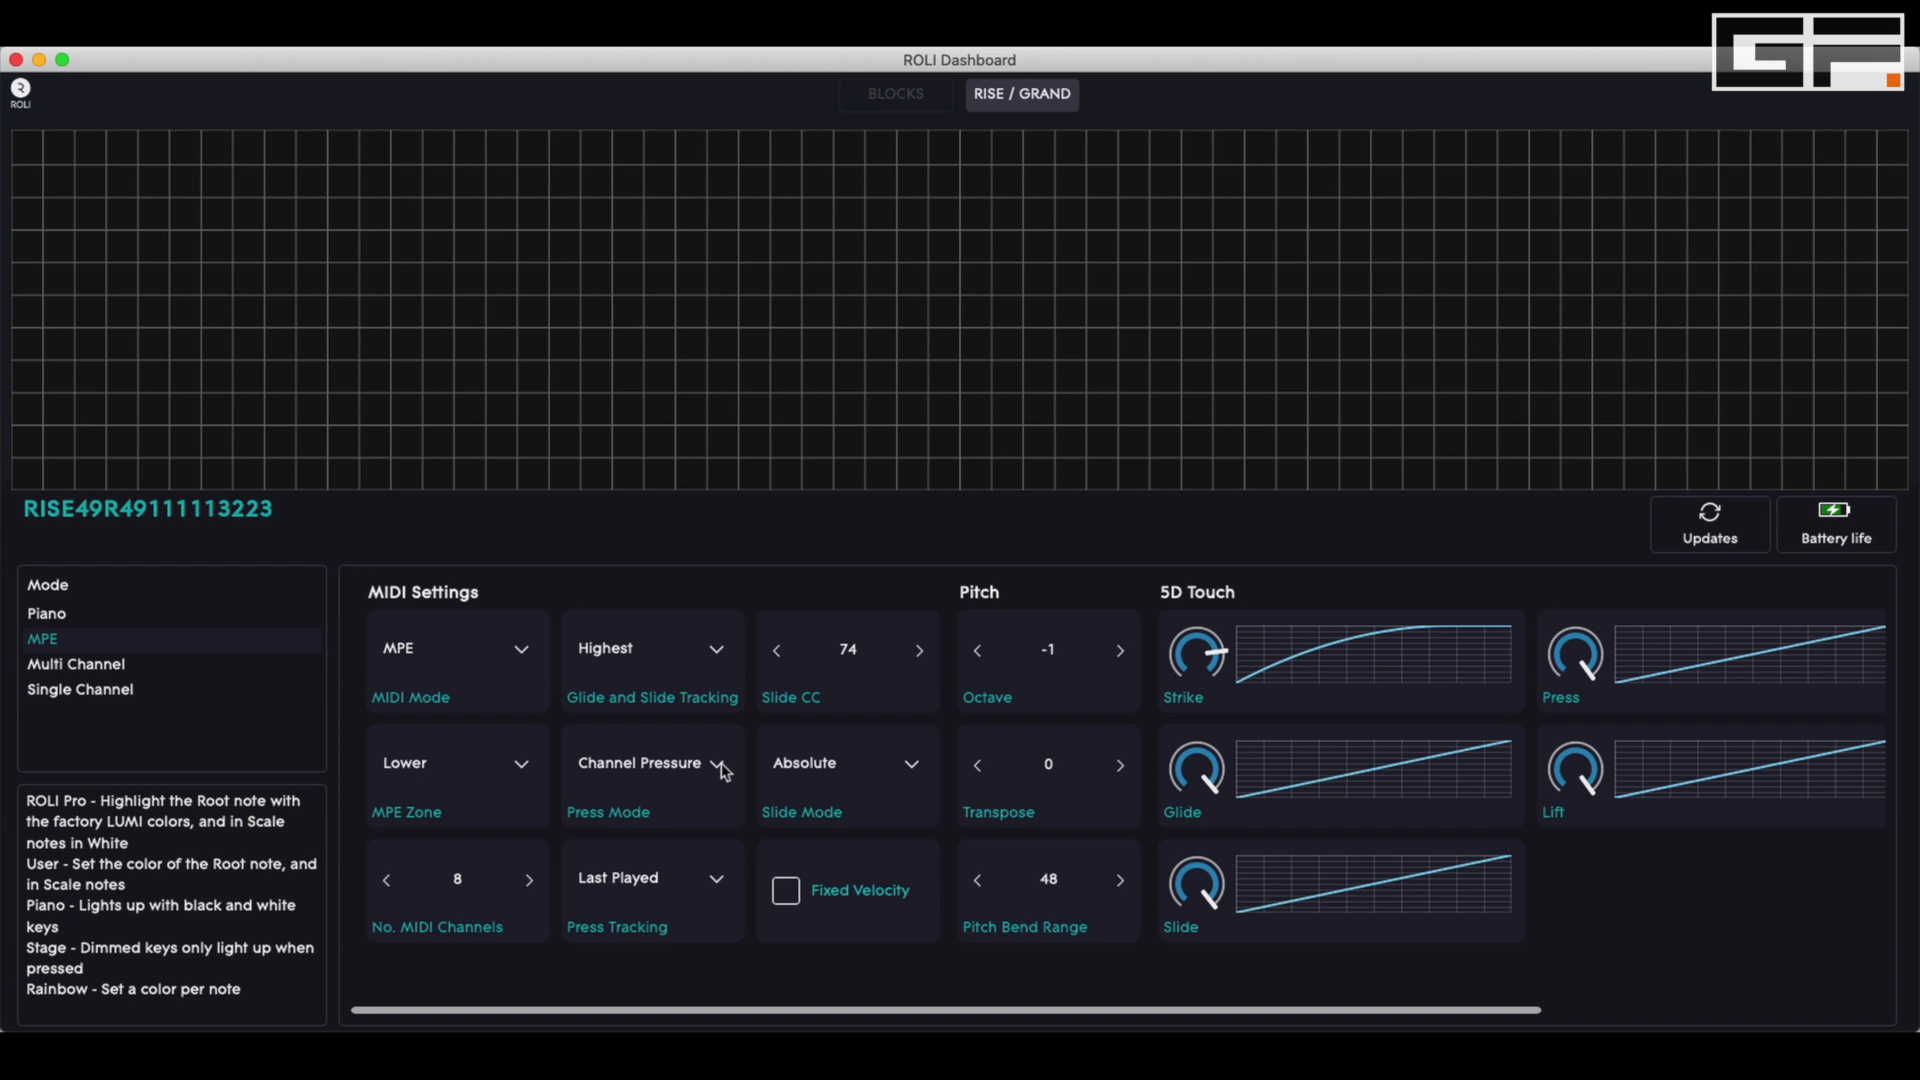 ROLI Dashboard
GF
ROLI
BLOCKS
RISE / GRAND
RISE49R49111113223
Updates
Battery life
Mode
Piano
MPE
Multi Channel
Single Channel
ROLI Pro - Highlight the Root note with
the factory LUMI colors, and in Scale
notes in White
User - Set the color of the Root note, and
in Scale notes
Piano - Lights up with black and white
keys
Stage - Dimmed keys only light up when
pressed
Rainbow - Set a color per note
MIDI Settings
Pitch
5D Touch
MPE
Highest
74
-1
MIDI Mode
Glide and Slide Tracking
Slide CC
Octave
Strike
Press
Lower
Channel Pressure
Absolute
0
MPE Zone
Press Mode
Slide Mode
Transpose
Glide
Lift
8
Last Played
Fixed Velocity
48
No. MIDI Channels
Press Tracking
Pitch Bend Range
Slide